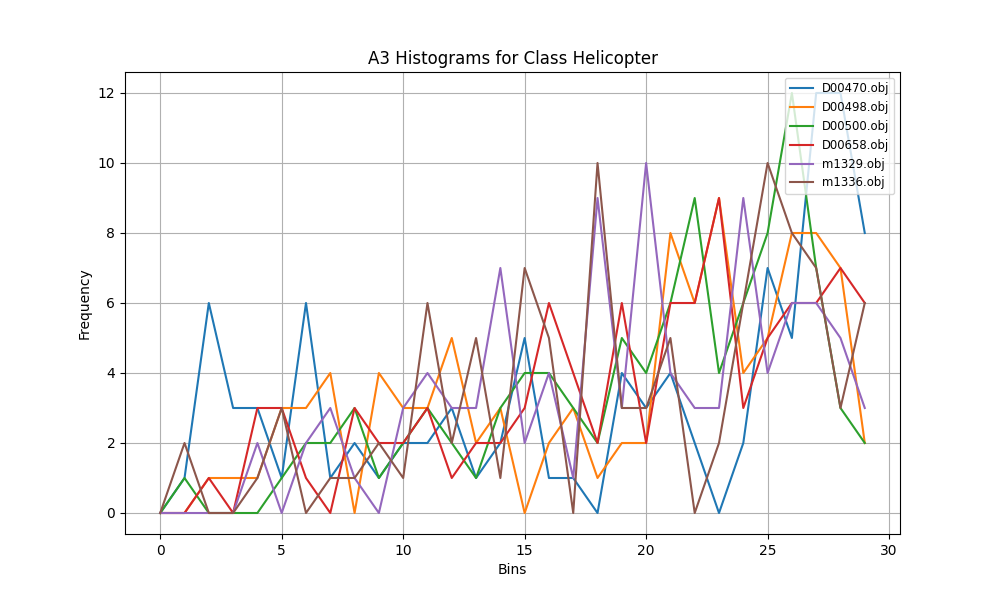 A3 Histograms for Class Helicopter
D00470.obj
D00498.obj
D00500.obj
D00658.obj
m1329.obj
m1336.obj
12
10
8
6
4
2
0
Frequency
0 5 10 15 20 25 30
Bins